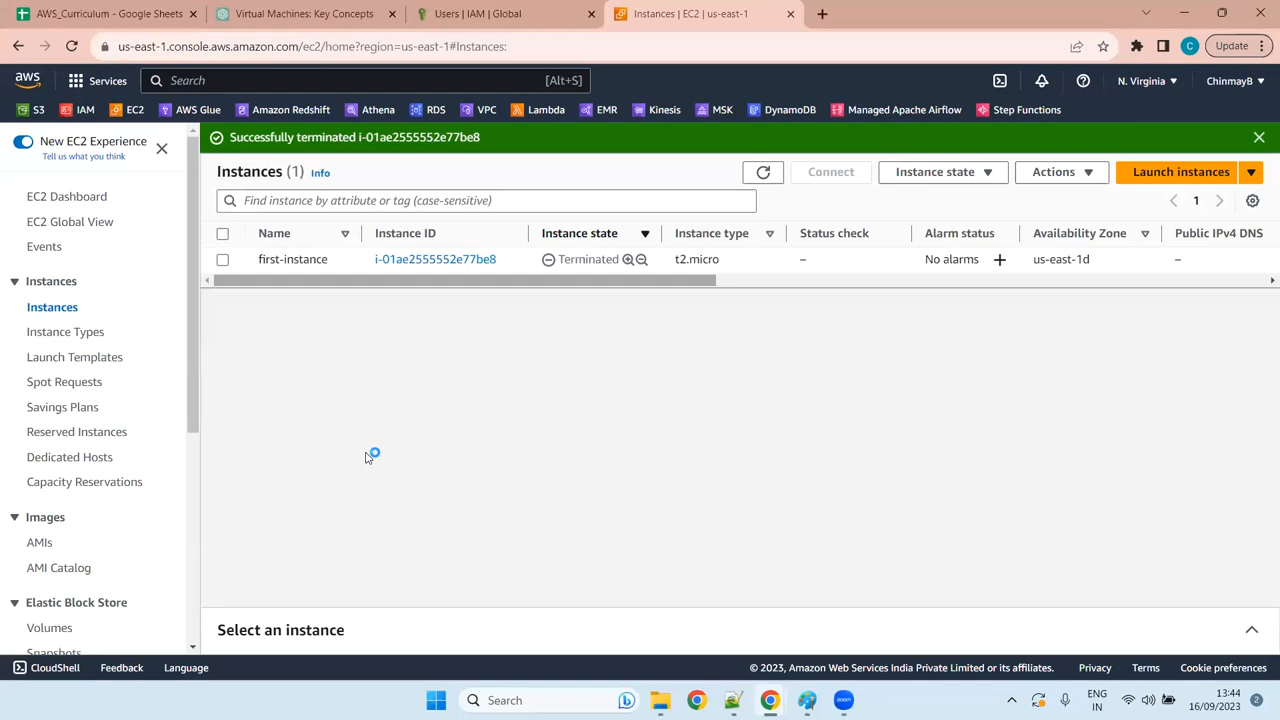 AWS_Curriculum - Google Sheets
Virtual Machines: Key Concepts
Users | IAM | Global
Instances | EC2 | us-east-1
us-east-1.console.aws.amazon.com/ec2/home?region=us-east-1#Instances:
C
Update
aws
Services
Search
[Alt+S]
N. Virginia
ChinmayB
S3
IAM
EC2
AWS Glue
Amazon Redshift
Athena
RDS
VPC
Lambda
EMR
Kinesis
MSK
DynamoDB
Managed Apache Airflow
Step Functions
New EC2 Experience
Tell us what you think
EC2 Dashboard
EC2 Global View
Events
Instances
Instances
Instance Types
Launch Templates
Spot Requests
Savings Plans
Reserved Instances
Dedicated Hosts
Capacity Reservations
Images
AMIs
AMI Catalog
Elastic Block Store
Volumes
Snapshots
Successfully terminated i-01ae2555552e77be8
Instances (1) Info
Connect
Instance state
Actions
Launch instances
Find instance by attribute or tag (case-sensitive)
1
Name
Instance ID
Instance state
Instance type
Status check
Alarm status
Availability Zone
Public IPv4 DNS
first-instance
i-01ae2555552e77be8
Terminated
t2.micro
–
No alarms
us-east-1d
–
Select an instance
CloudShell
Feedback
Language
© 2023, Amazon Web Services India Private Limited or its affiliates.
Privacy
Terms
Cookie preferences
Search
zoom
ENG
IN
13:44
16/09/2023
2